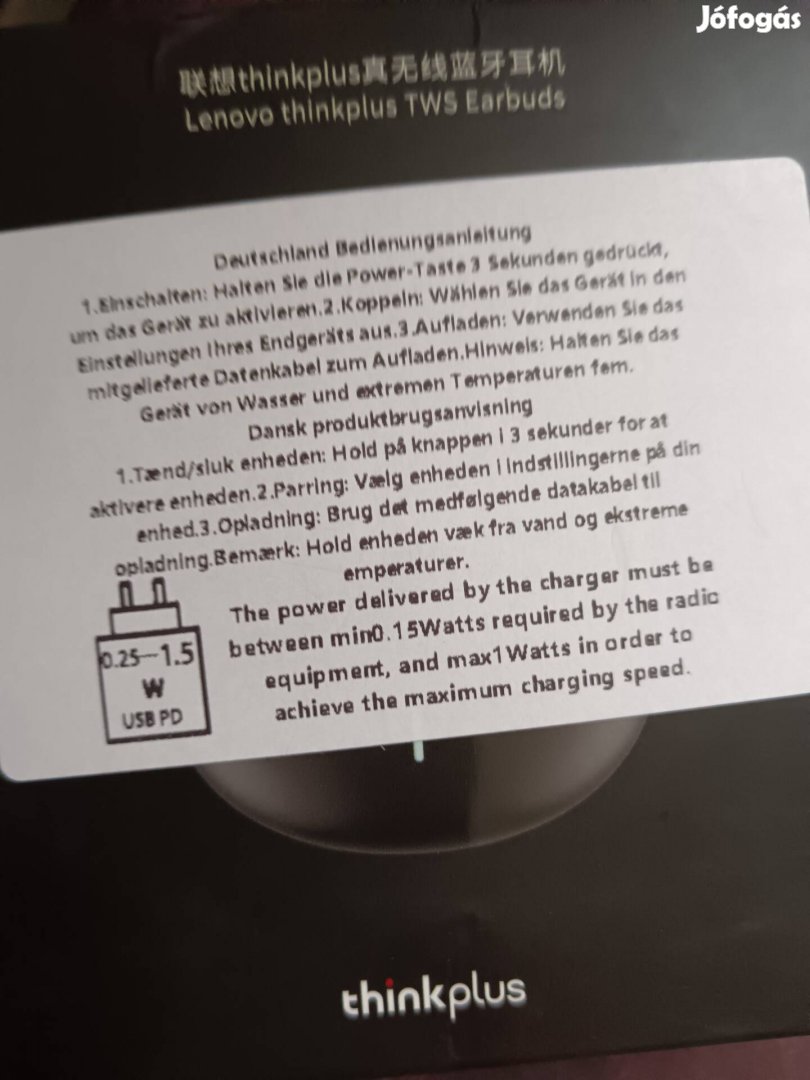 Jófogás
联想thinkplus真无线蓝牙耳机
Lenovo thinkplus TWS Earbuds
Deutschland Bedienungsanleitung
1.Einschalten: Halten Sie die Power-Taste 3 Sekunden gedrückt,
um das Gerät zu aktivieren.2.Koppeln: Wählen Sie das Gerät in den
Einstellungen Ihres Endgeräts aus.3.Aufladen: Verwenden Sie das
mitgelieferte Datenkabel zum Aufladen.Hinweis: Halten Sie das
Gerät von Wasser und extremen Temperaturen fern.
Dansk produktbrugsanvisning
1.Tænd/sluk enheden: Hold på knappen i 3 sekunder for at
aktivere enheden.2.Parring: Vælg enheden i indstillingerne på din
enhed.3.Opladning: Brug det medfølgende datakabel til
opladning.Bemærk: Hold enheden væk fra vand og ekstreme
emperaturer.
The power delivered by the charger must be
between min0.15Watts required by the radio
equipment, and max1Watts in order to
achieve the maximum charging speed.
0.25—1.5
W
USB PD
thinkplus